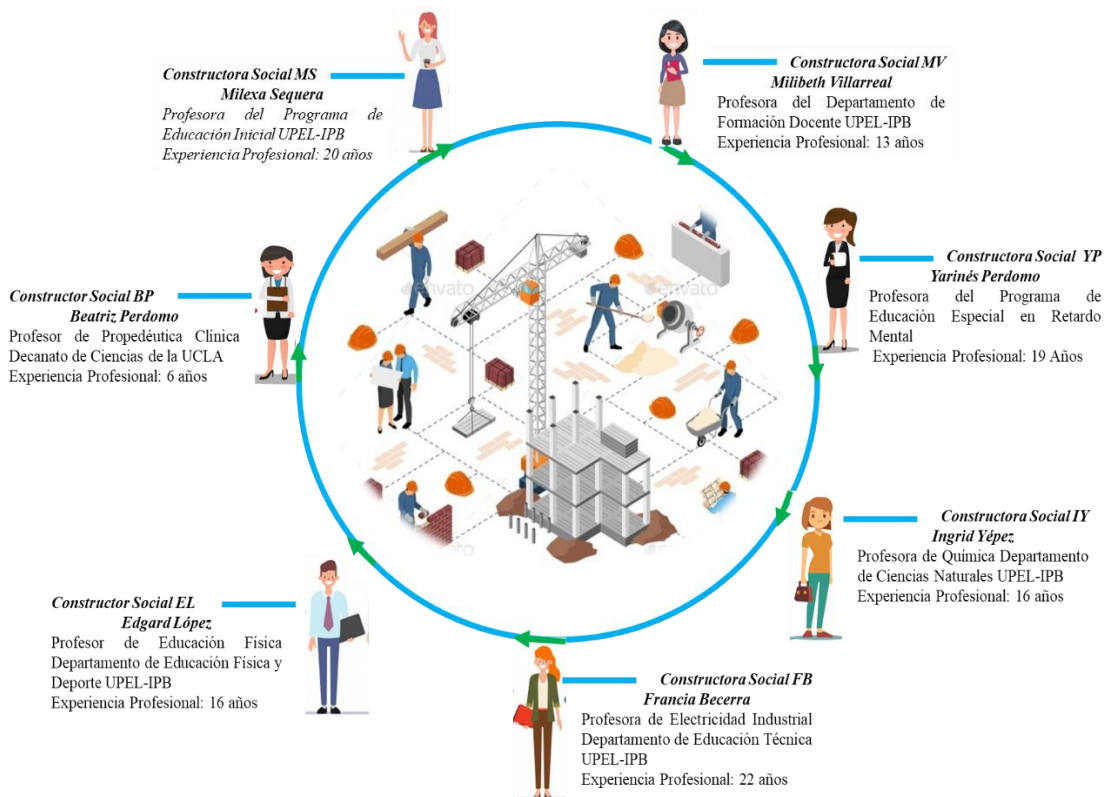 Constructora Social MS
Milexa Sequera
Profesora del Programa de
Educación Inicial UPEL-IPB
Experiencia Profesional: 20 años
Constructora Social MV
Milibeth Villarreal
Profesora del Departamento de
Formación Docente UPEL-IPB
Experiencia Profesional: 13 años
Constructora Social YP
Yarinés Perdomo
Profesora del Programa de
Educación Especial en Retardo
Mental
Experiencia Profesional: 19 Años
Constructora Social IY
Ingrid Yépez
Profesora de Química Departamento
de Ciencias Naturales UPEL-IPB
Experiencia Profesional: 16 años
Constructora Social FB
Francia Becerra
Profesora de Electricidad Industrial
Departamento de Educación Técnica
UPEL-IPB
Experiencia Profesional: 22 años
Constructor Social EL
Edgard López
Profesor de Educación Física
Departamento de Educación Física y
Deporte UPEL-IPB
Experiencia Profesional: 16 años
Constructor Social BP
Beatriz Perdomo
Profesor de Propedéutica Clínica
Decanato de Ciencias de la UCLA
Experiencia Profesional: 6 años
envato
envato
envato
envato